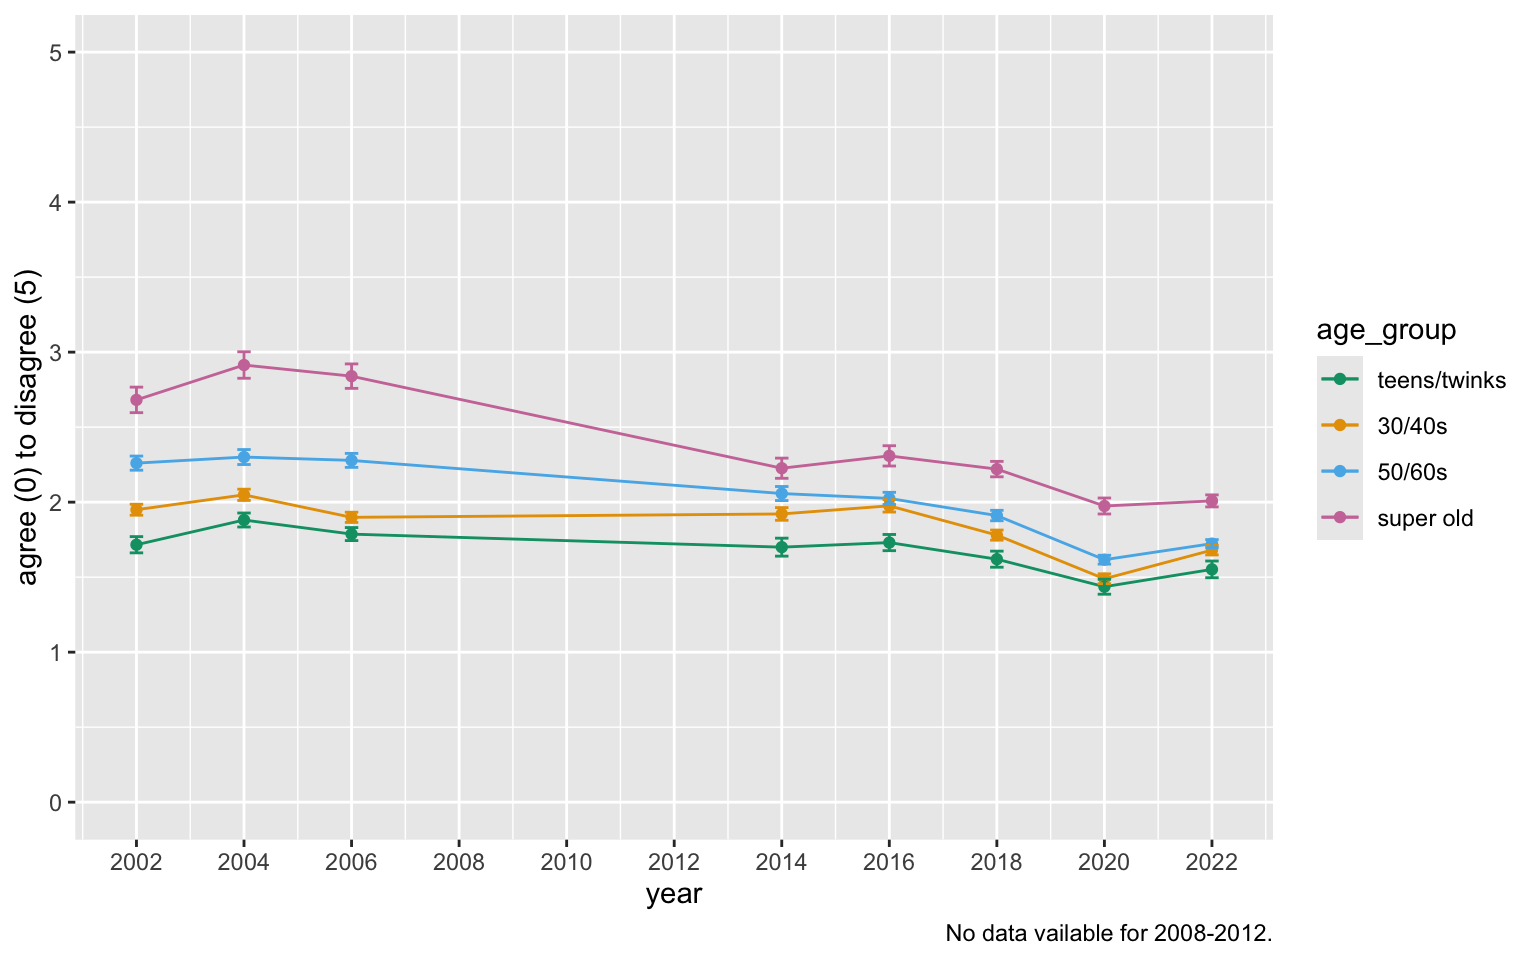 5
4
3
2
1
0
agree (0) to disagree (5)
2002 2004 2006 2008 2010 2012 2014 2016 2018 2020 2022
year
age_group
teens/twinks
30/40s
50/60s
super old
No data vailable for 2008-2012.